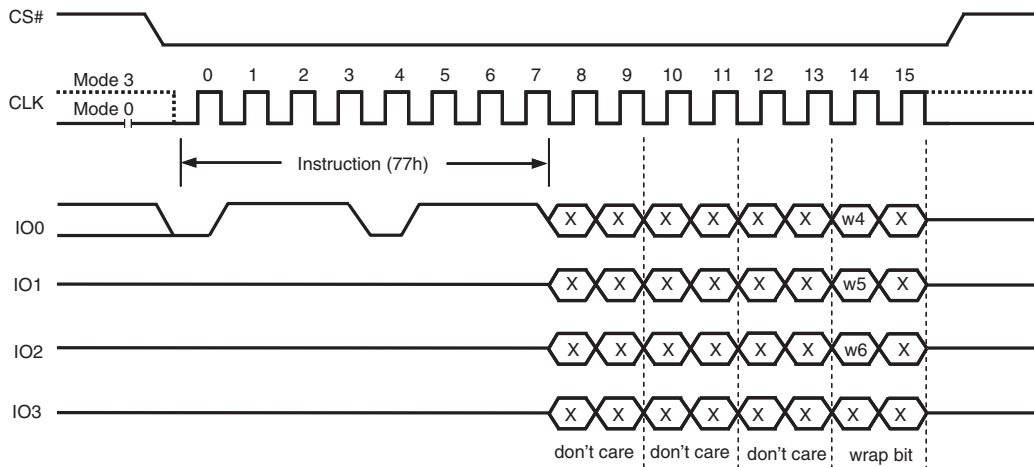 CS#
Mode 3
0 1 2 3 4 5 6 7 8 9 10 11 12 13 14 15
CLK
Mode 0
Instruction (77h)
IO0 X X X X X X w4 X
IO1 X X X X X X w5 X
IO2 X X X X X X w6 X
IO3 X X X X X X X X
don't care don't care don't care wrap bit